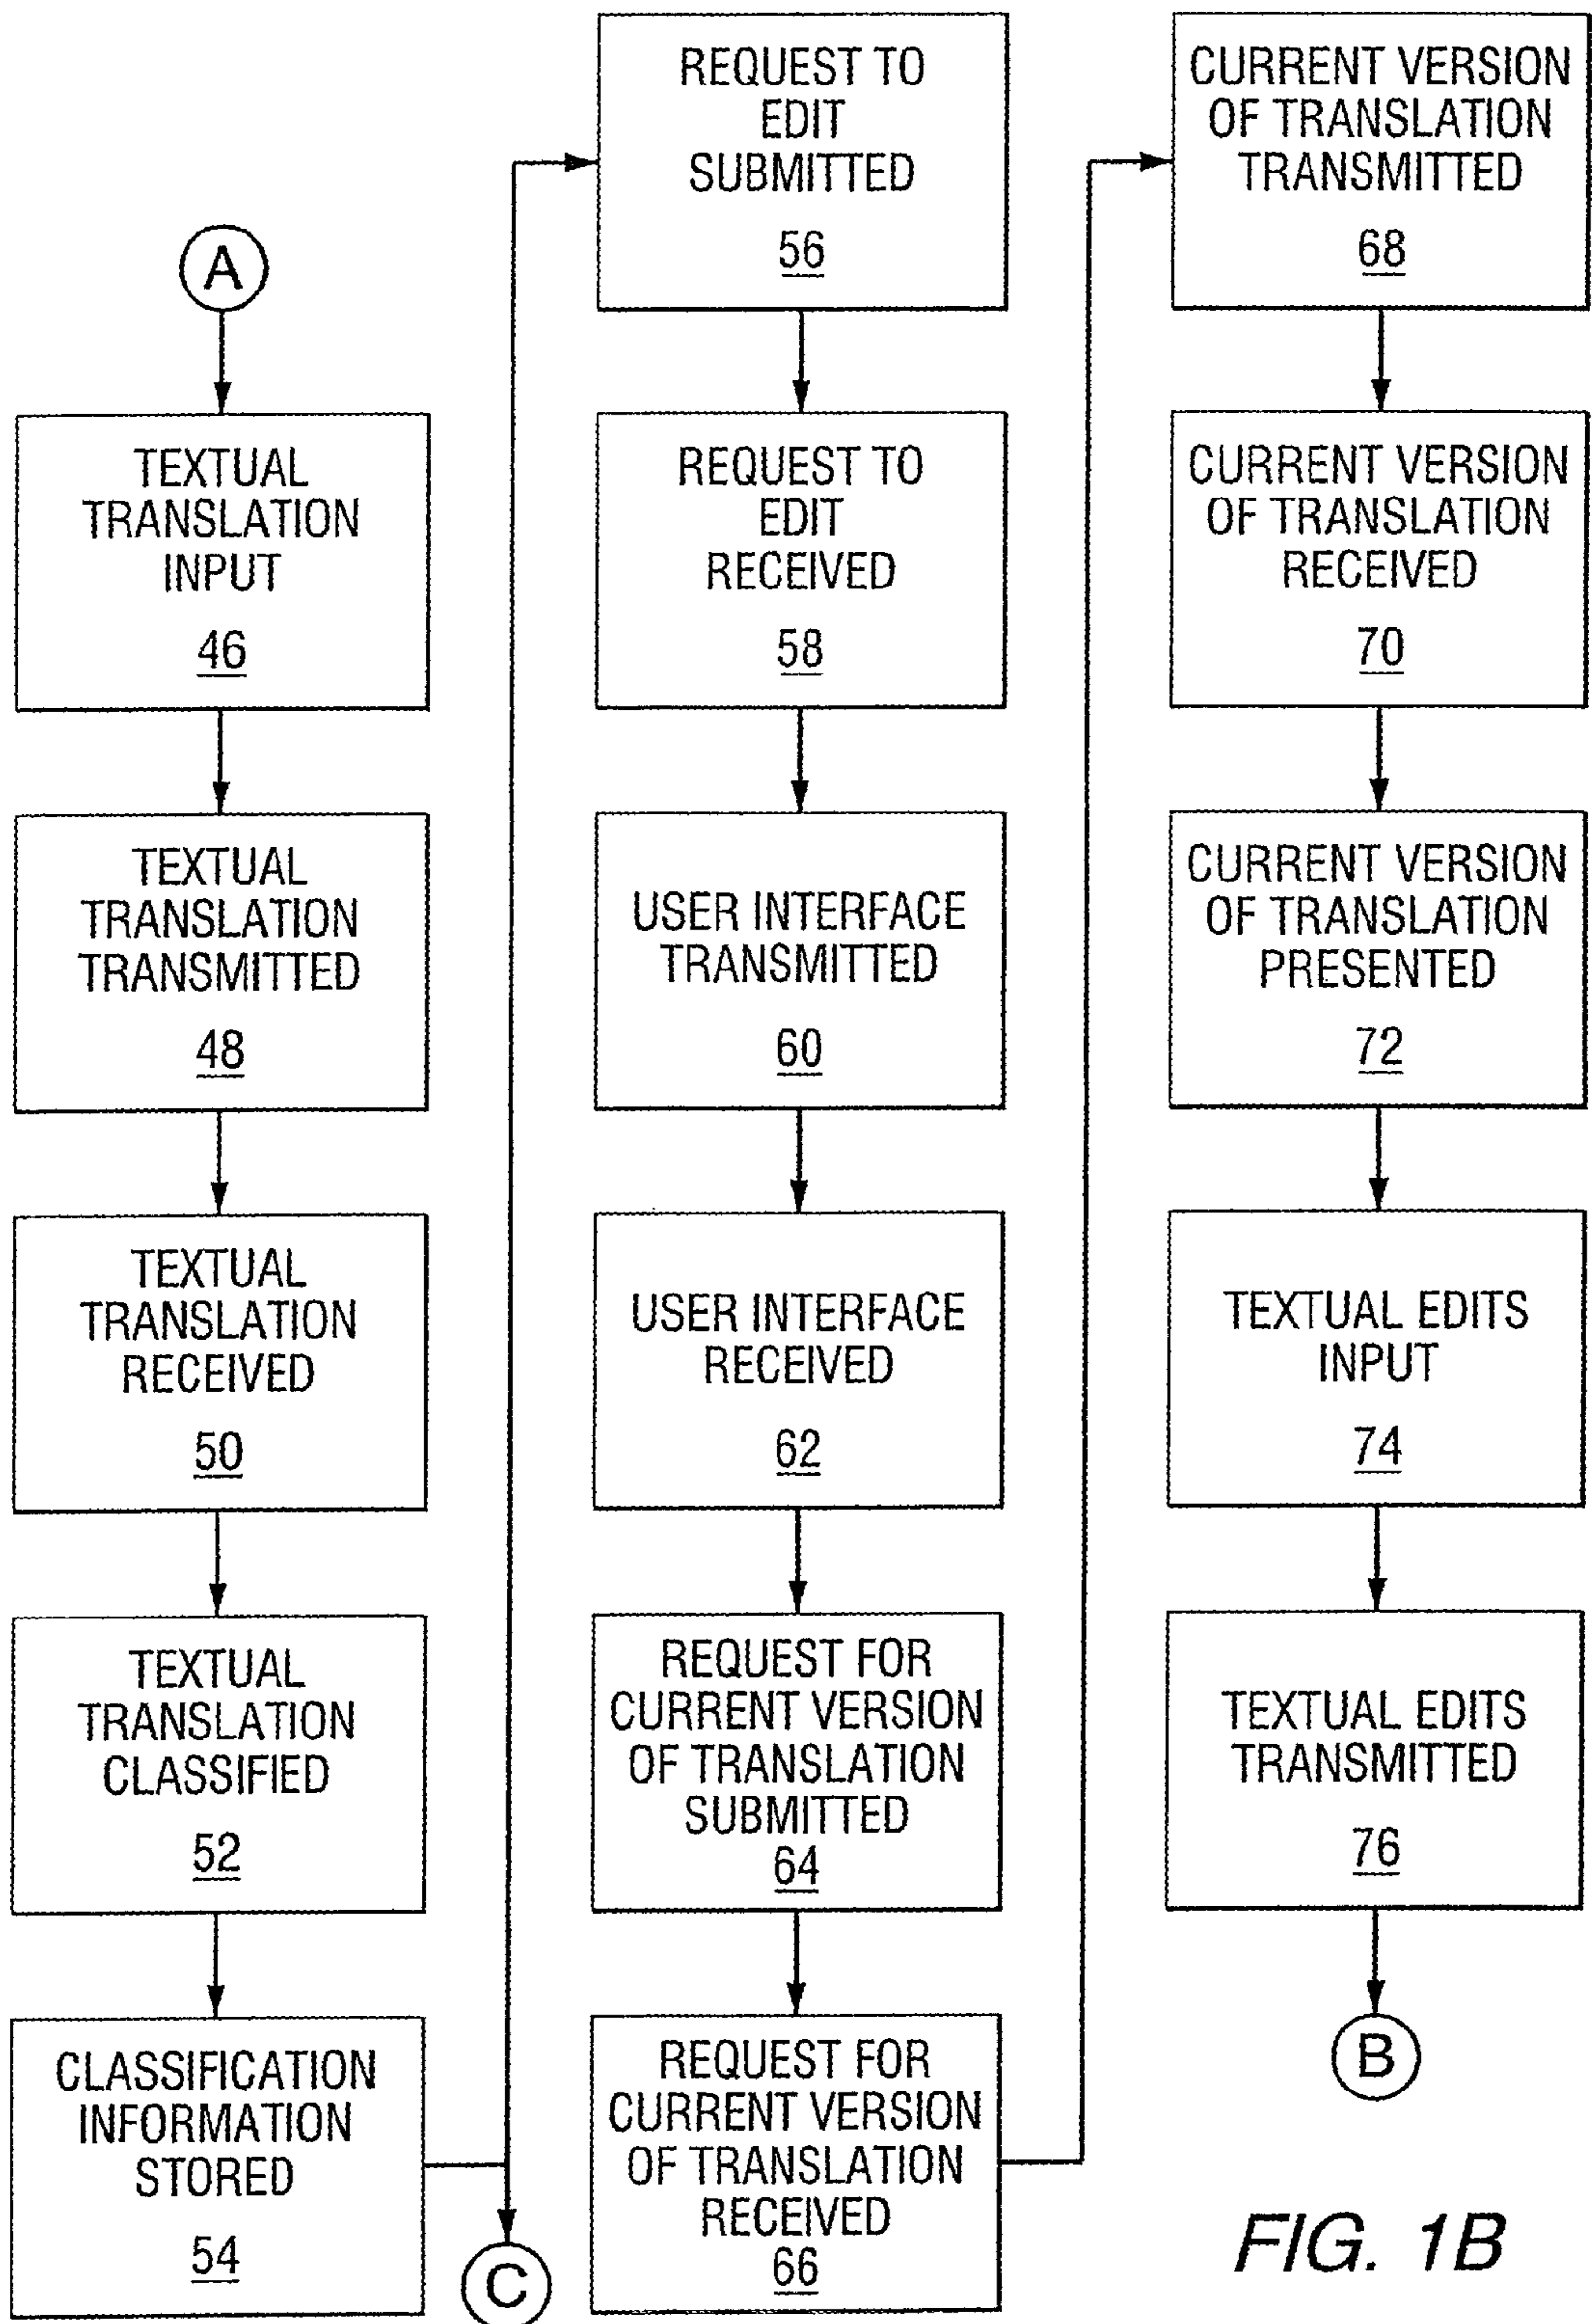 A
TEXTUAL
TRANSLATION
INPUT
46
TEXTUAL
TRANSLATION
TRANSMITTED
48
TEXTUAL
TRANSLATION
RECEIVED
50
TEXTUAL
TRANSLATION
CLASSIFIED
52
CLASSIFICATION
INFORMATION
STORED
54
C
REQUEST TO
EDIT
SUBMITTED
56
REQUEST TO
EDIT
RECEIVED
58
USER INTERFACE
TRANSMITTED
60
USER INTERFACE
RECEIVED
62
REQUEST FOR
CURRENT VERSION
OF TRANSLATION
SUBMITTED
64
REQUEST FOR
CURRENT VERSION
OF TRANSLATION
RECEIVED
66
CURRENT VERSION
OF TRANSLATION
TRANSMITTED
68
CURRENT VERSION
OF TRANSLATION
RECEIVED
70
CURRENT VERSION
OF TRANSLATION
PRESENTED
72
TEXTUAL EDITS
INPUT
74
TEXTUAL EDITS
TRANSMITTED
76
B
FIG. 1B